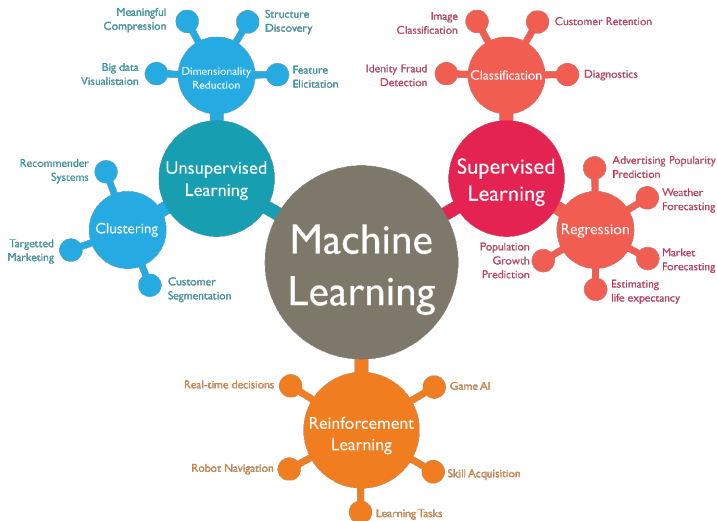 Meaningful
Compression
Structure
Discovery
Big data
Visualistaion
Dimensionality
Reduction
Feature
Elicitation
Image
Classification
Customer Retention
Idenity Fraud
Detection
Classification
Diagnostics
Unsupervised
Learning
Supervised
Learning
Recommender
Systems
Clustering
Targetted
Marketing
Customer
Segmentation
Machine
Learning
Advertising Popularity
Prediction
Weather
Forecasting
Regression
Population
Growth
Prediction
Market
Forecasting
Estimating
life expectancy
Real-time decisions
Game AI
Reinforcement
Learning
Robot Navigation
Skill Acquisition
Learning Tasks